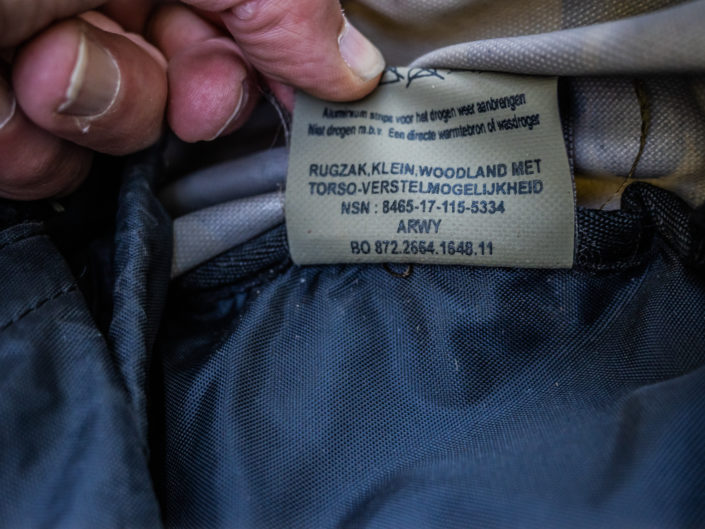 Aluminium strips voor het drogen weer aanbrengen
Niet drogen m.b.v. Een directe warmtebron of wasdroger
RUGZAK,KLEIN,WOODLAND MET
TORSO-VERSTELMOGELIJKHEID
NSN : 8465-17-115-5334
ARWY
BO 872.2664.1648.11